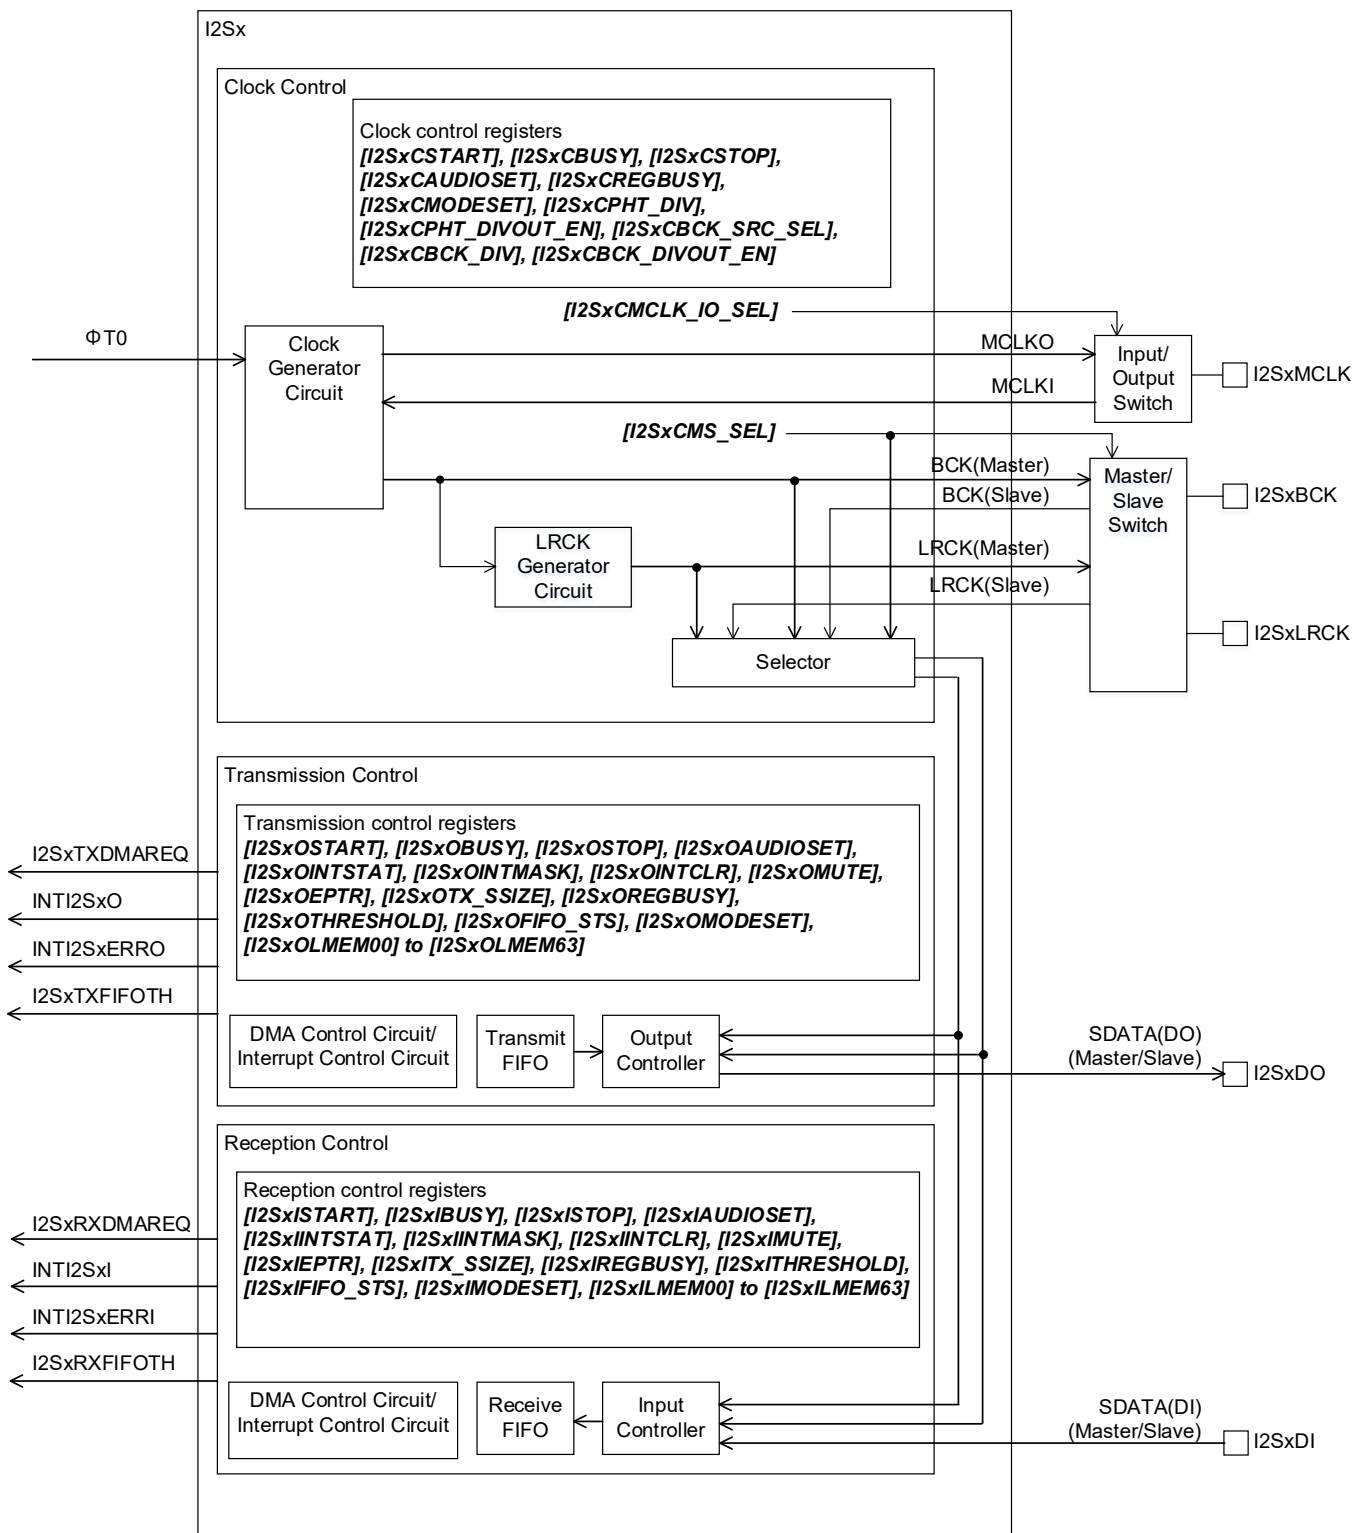 I2Sx
Clock Control
Clock control registers
[I2SxCSTART], [I2SxCBUSY], [I2SxCSTOP],
[I2SxCAUDIOSET], [I2SxCREGBUSY],
[I2SxCMODESET], [I2SxCPHT_DIV],
[I2SxCPHT_DIVOUT_EN], [I2SxCBCK_SRC_SEL],
[I2SxCBCK_DIV], [I2SxCBCK_DIVOUT_EN]
[I2SxCMCLK_IO_SEL]
ΦT0
Clock
Generator
Circuit
MCLKO
MCLKI
Input/
Output
Switch
I2SxMCLK
[I2SxCMS_SEL]
BCK(Master)
BCK(Slave)
Master/
Slave
Switch
I2SxBCK
LRCK
Generator
Circuit
LRCK(Master)
LRCK(Slave)
I2SxLRCK
Selector
Transmission Control
Transmission control registers
[I2SxOSTART], [I2SxOBUSY], [I2SxOSTOP], [I2SxOAUDIOSET],
[I2SxOINTSTAT], [I2SxOINTMASK], [I2SxOINTCLR], [I2SxOMUTE],
[I2SxOEPTR], [I2SxOTX_SSIZE], [I2SxOREGBUSY],
[I2SxOTHRESHOLD], [I2SxOFIFO_STS], [I2SxOMODESET],
[I2SxOLMEM00] to [I2SxOLMEM63]
I2SxTXDMAREQ
INTI2SxO
INTI2SxERRO
I2SxTXFIFOTH
DMA Control Circuit/
Interrupt Control Circuit
Transmit
FIFO
Output
Controller
SDATA(DO)
(Master/Slave)
I2SxDO
Reception Control
Reception control registers
[I2SxISTART], [I2SxIBUSY], [I2SxISTOP], [I2SxIAUDIOSET],
[I2SxIINTSTAT], [I2SxIINTMASK], [I2SxIINTCLR], [I2SxIMUTE],
[I2SxIEPTR], [I2SxITX_SSIZE], [I2SxIREGBUSY], [I2SxITHRESHOLD],
[I2SxIFIFO_STS], [I2SxIMODESET], [I2SxILMEM00] to [I2SxILMEM63]
I2SxRXDMAREQ
INTI2SxI
INTI2SxERRI
I2SxRXFIFOTH
DMA Control Circuit/
Interrupt Control Circuit
Receive
FIFO
Input
Controller
SDATA(DI)
(Master/Slave)
I2SxDI